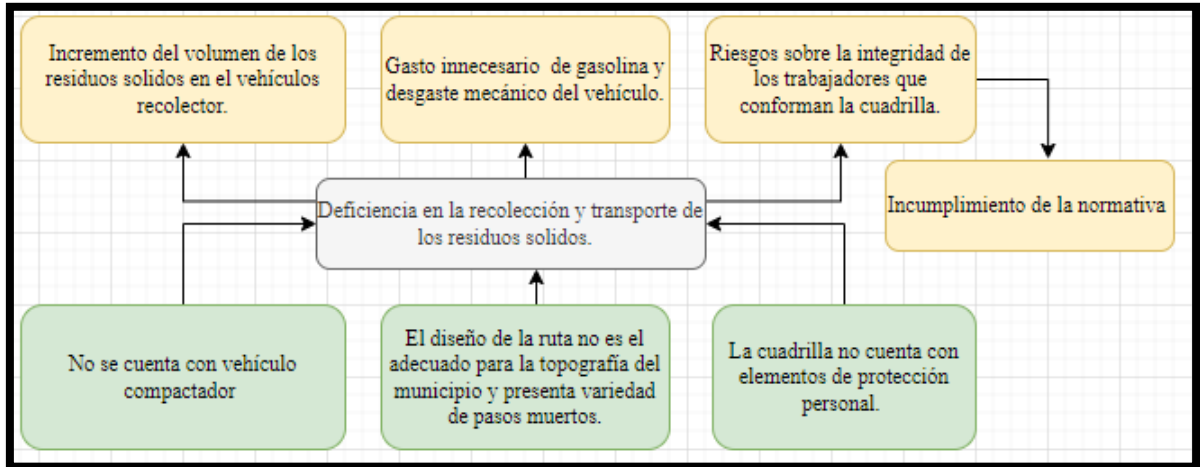 Incremento del volumen de los
residuos solidos en el vehículos
recolector.
Gasto innecesario de gasolina y
desgaste mecánico del vehículo.
Riesgos sobre la integridad de
los trabajadores que
conforman la cuadrilla.
Incumplimiento de la normativa
Deficiencia en la recolección y transporte de
los residuos solidos.
No se cuenta con vehículo
compactador
El diseño de la ruta no es el
adecuado para la topografía del
municipio y presenta variedad
de pasos muertos.
La cuadrilla no cuenta con
elementos de protección
personal.